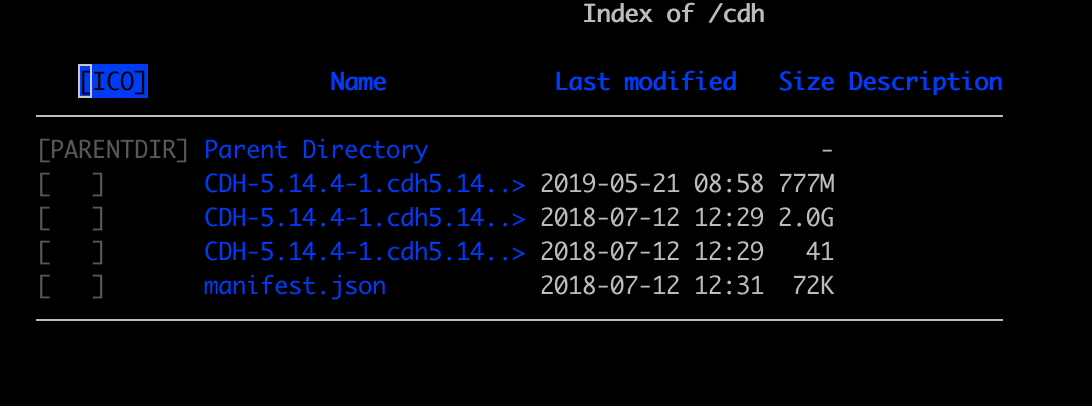 Index of /cdh
[ICO] Name Last modified Size Description
[PARENTDIR] Parent Directory -
[ ] CDH-5.14.4-1.cdh5.14..> 2019-05-21 08:58 777M
[ ] CDH-5.14.4-1.cdh5.14..> 2018-07-12 12:29 2.0G
[ ] CDH-5.14.4-1.cdh5.14..> 2018-07-12 12:29 41
[ ] manifest.json 2018-07-12 12:31 72K